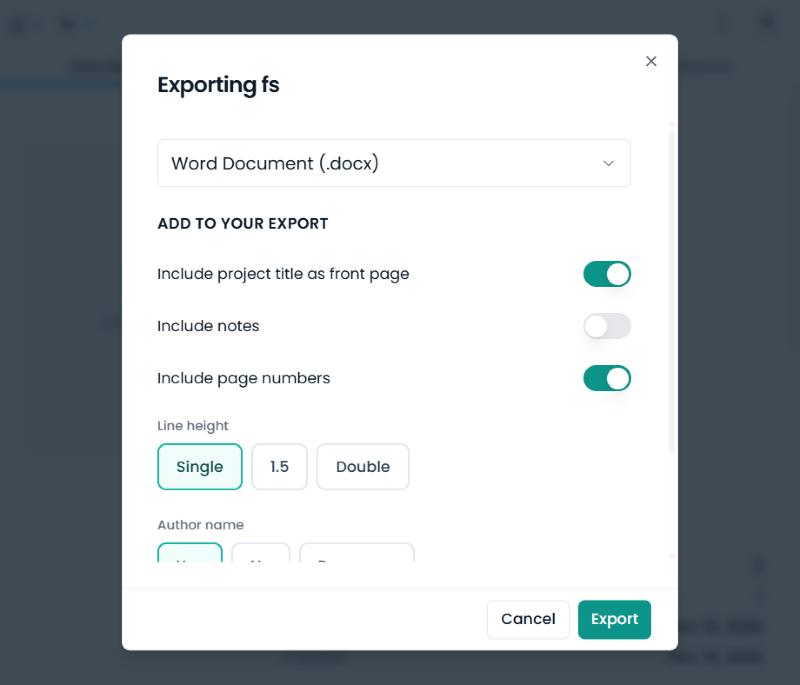 Exporting fs
Word Document (.docx)
ADD TO YOUR EXPORT
Include project title as front page
Include notes
Include page numbers
Line height
Single 1.5 Double
Author name
Cancel Export